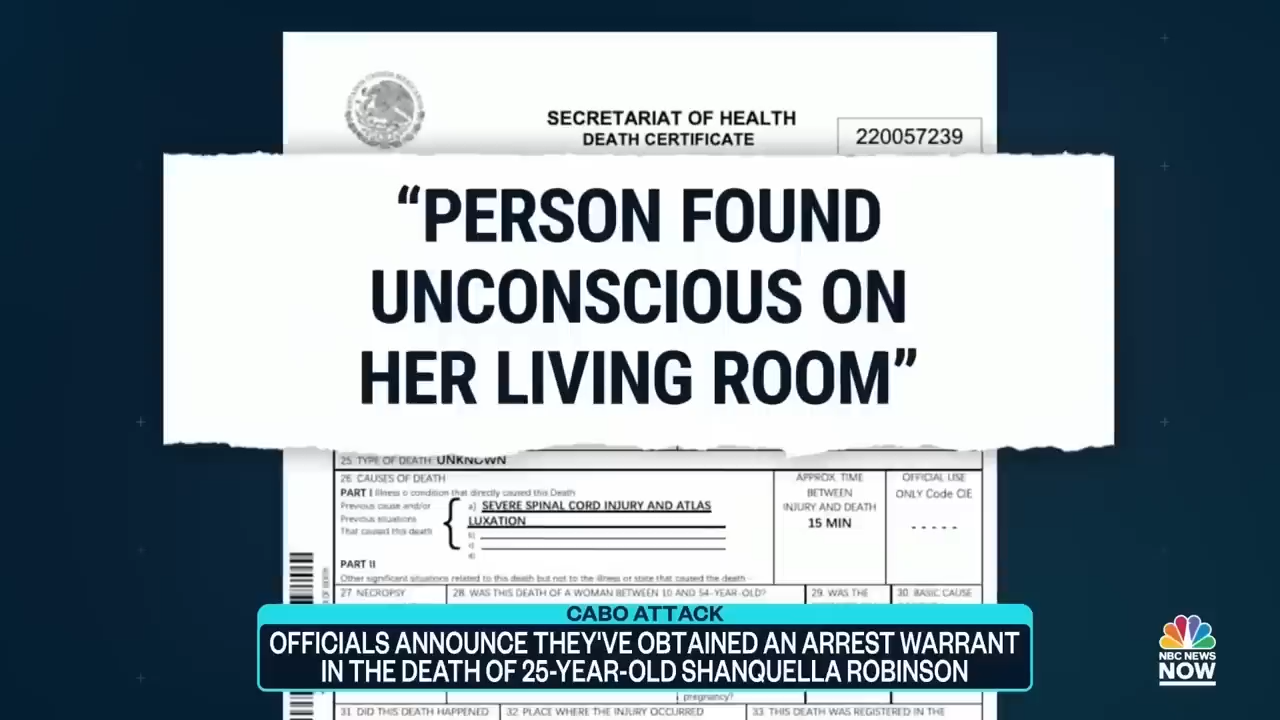 SECRETARIAT OF HEALTH
DEATH CERTIFICATE
220057239
“PERSON FOUND
UNCONSCIOUS ON
HER LIVING ROOM”
25. TYPE OF DEATH UNKNOWN
26. CAUSES OF DEATH
PART I Illness o condition that directly caused this Death
Previous cause and/or
Previous situations
That caused this death
a) SEVERE SPINAL CORD INJURY AND ATLAS
LUXATION
b)
c)
d)
APPROX. TIME
BETWEEN
INJURY AND DEATH
15 MIN
OFFICIAL USE
ONLY Code CIE
- - - - -
PART II
Other significant situations related to this death but not to the illness or state that caused the death
27. NECROPSY
28. WAS THIS DEATH OF A WOMAN BETWEEN 10 AND 54-YEAR-OLD?
29. WAS THE
30. BASIC CAUSE
CABO ATTACK
OFFICIALS ANNOUNCE THEY'VE OBTAINED AN ARREST WARRANT
IN THE DEATH OF 25-YEAR-OLD SHANQUELLA ROBINSON
NBC NEWS
NOW
pregnancy?
31. DID THIS DEATH HAPPENED
32. PLACE WHERE THE INJURY OCCURRED
33. THIS DEATH WAS REGISTERED IN THE